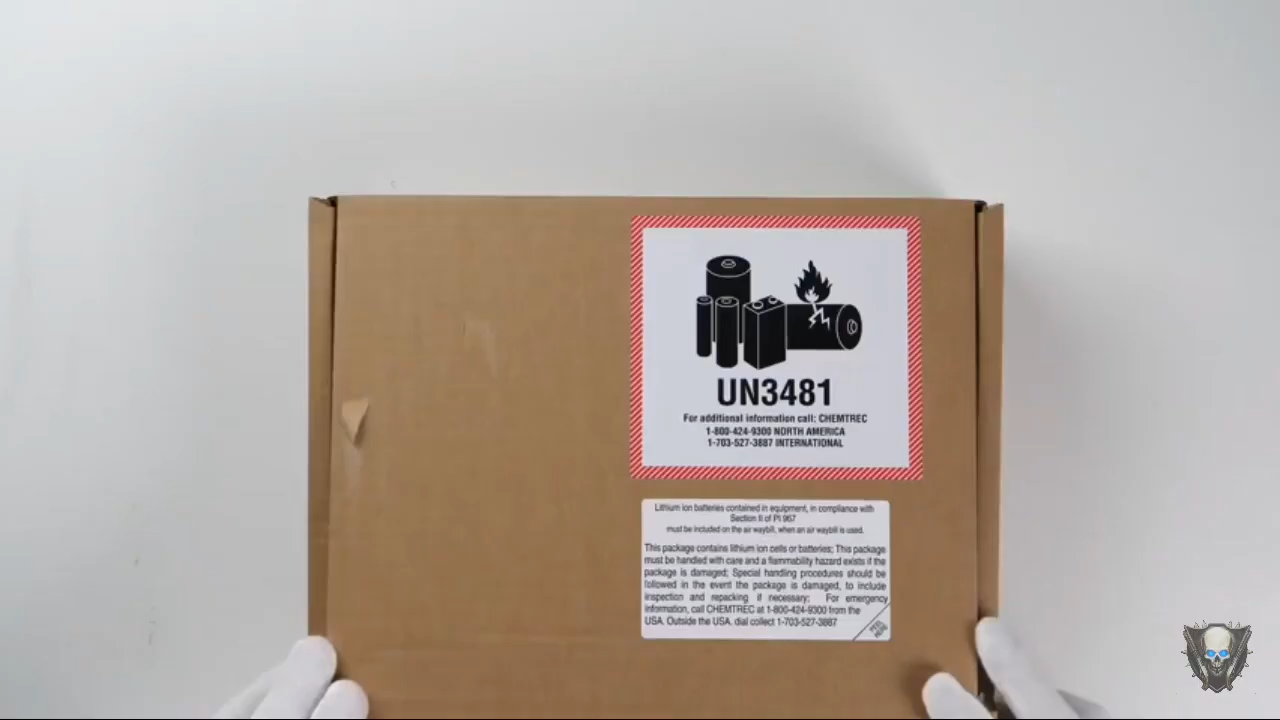 UN3481
For additional information call: CHEMTREC
1-800-424-9300 NORTH AMERICA
1-703-527-3887 INTERNATIONAL
Lithium ion batteries contained in equipment, in compliance with
Section II of PI 967
must be included on the air waybill, when an air waybill is used.
This package contains lithium ion cells or batteries; This package
must be handled with care and a flammability hazard exists if the
package is damaged; Special handling procedures should be
followed in the event the package is damaged, to include
inspection and repacking if necessary; For emergency
information, call CHEMTREC at 1-800-424-9300 from the
USA. Outside the USA. dial collect 1-703-527-3887
PEEL
HERE